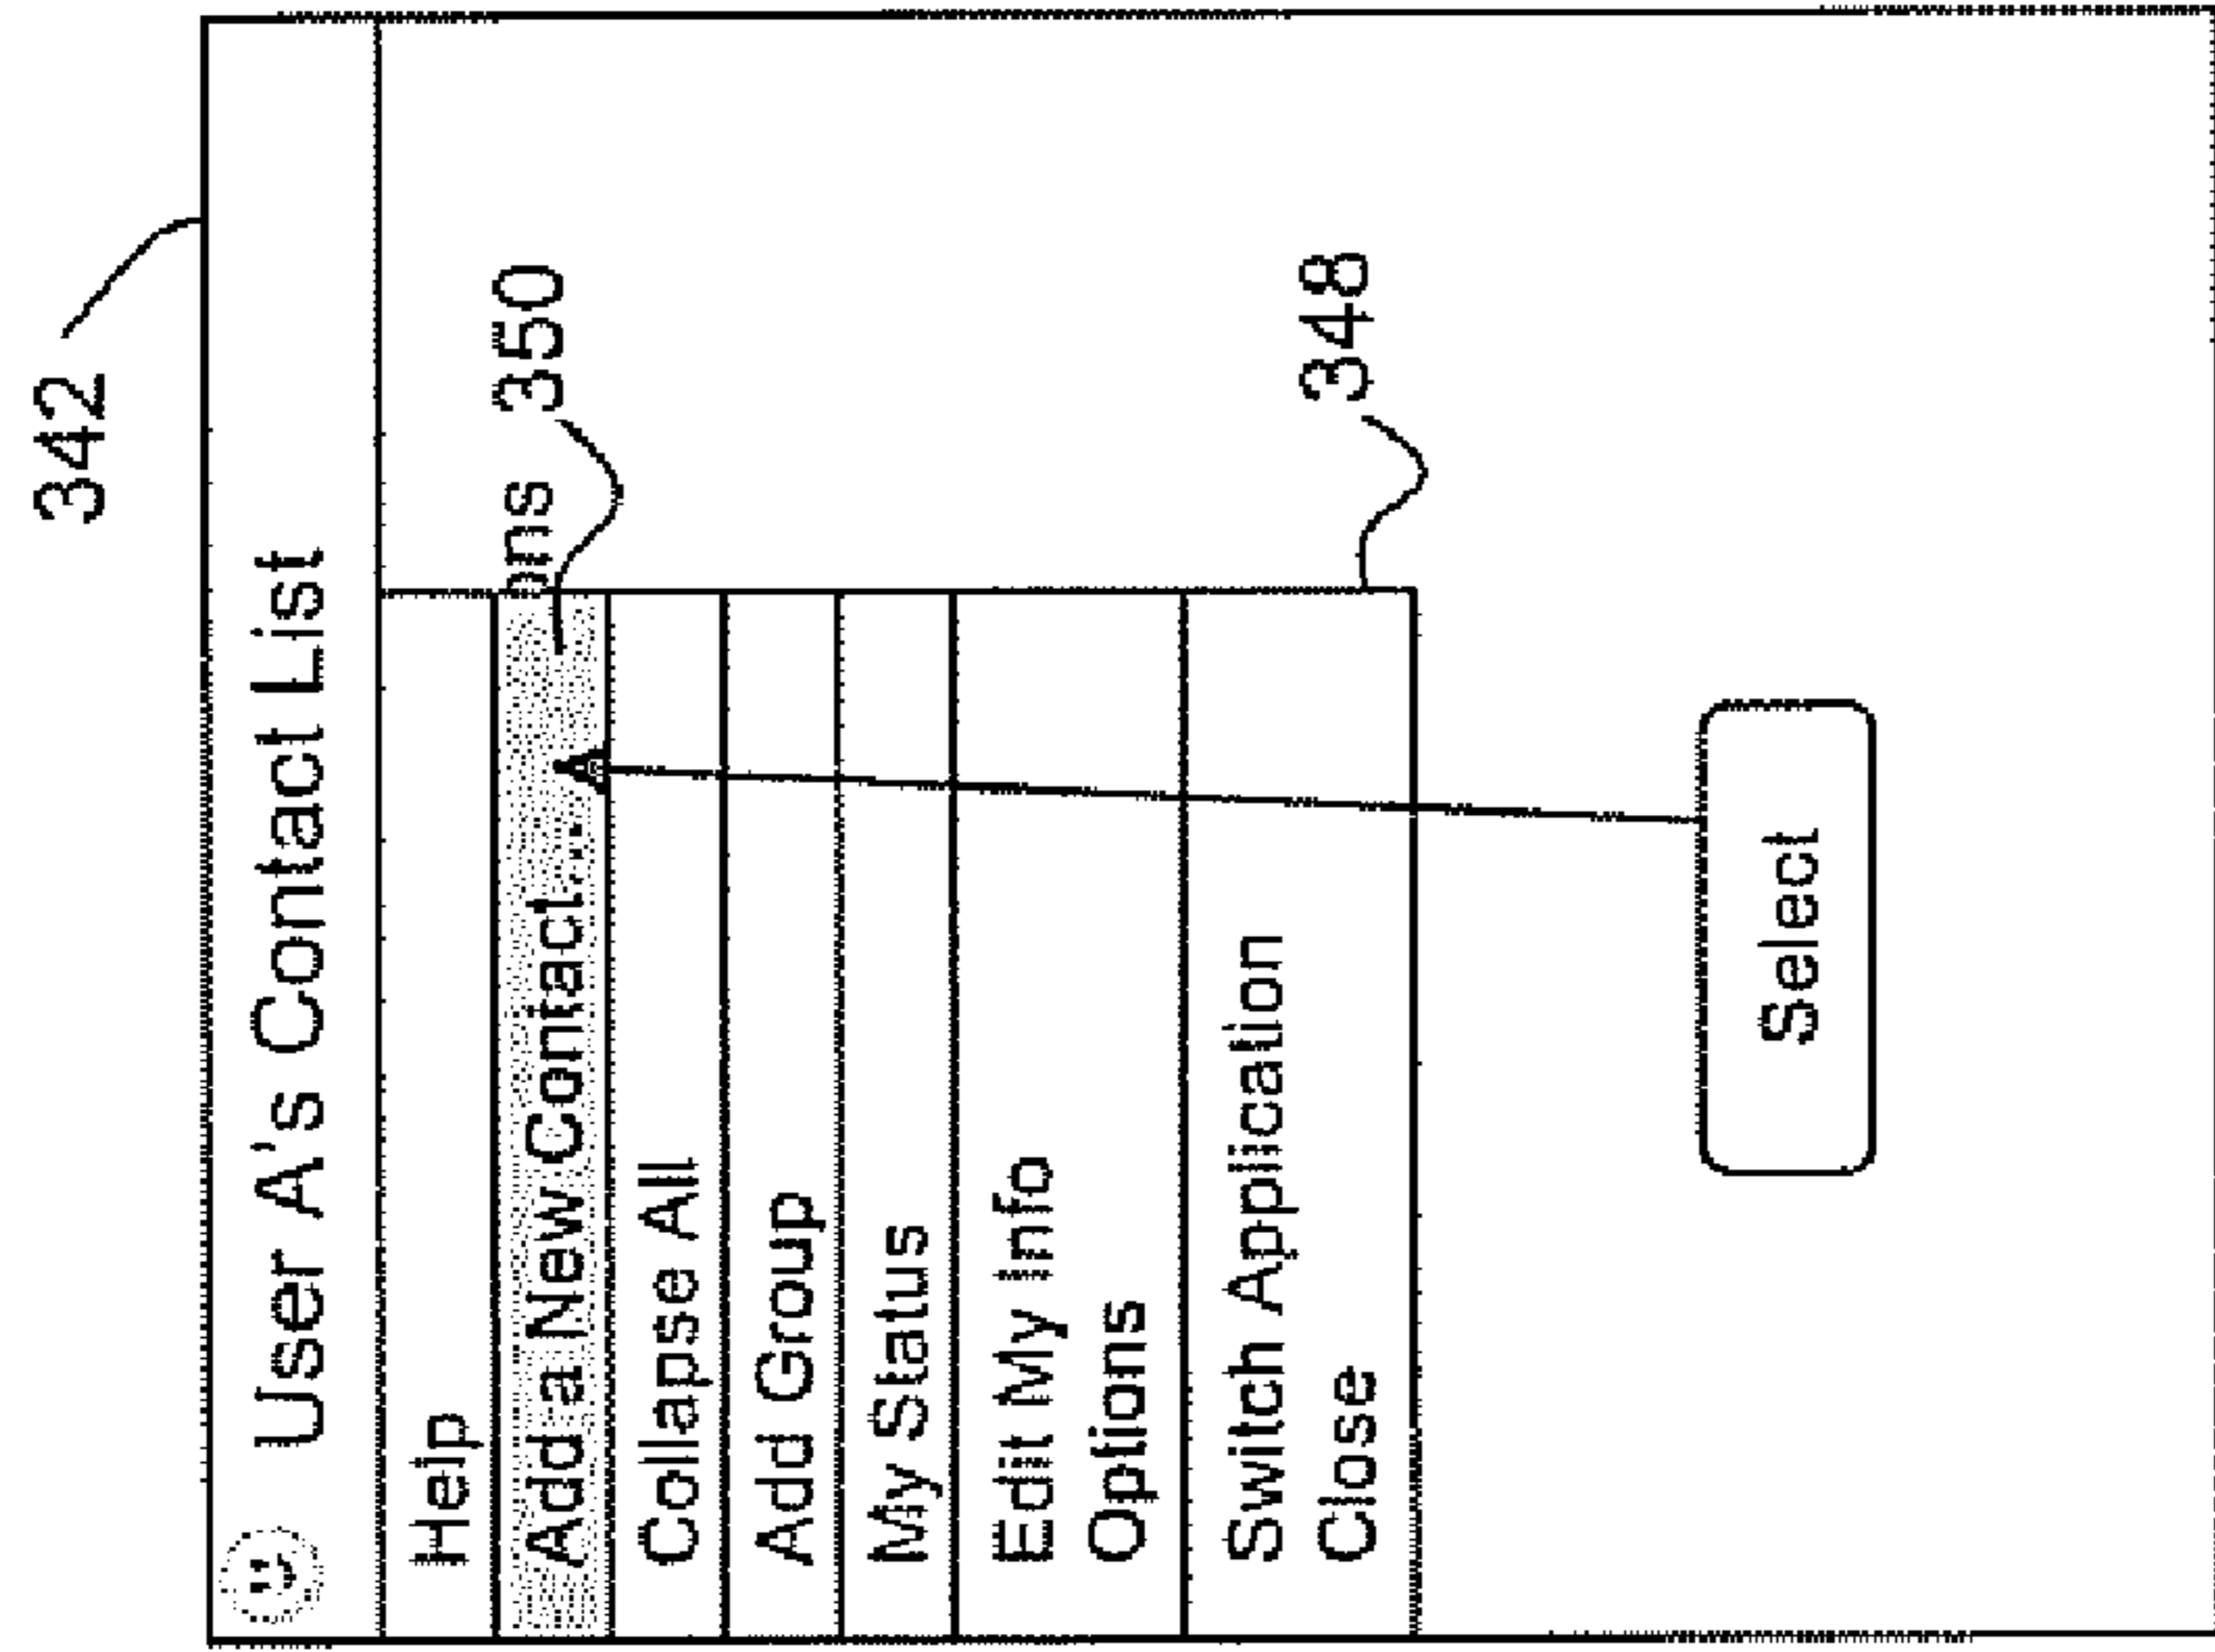 342
User A's Contact List
Help
Add a New Contact...
ons
350
Collapse All
Add Group
My Status
Edit My Info
Options
Switch Application
Close
348
Select